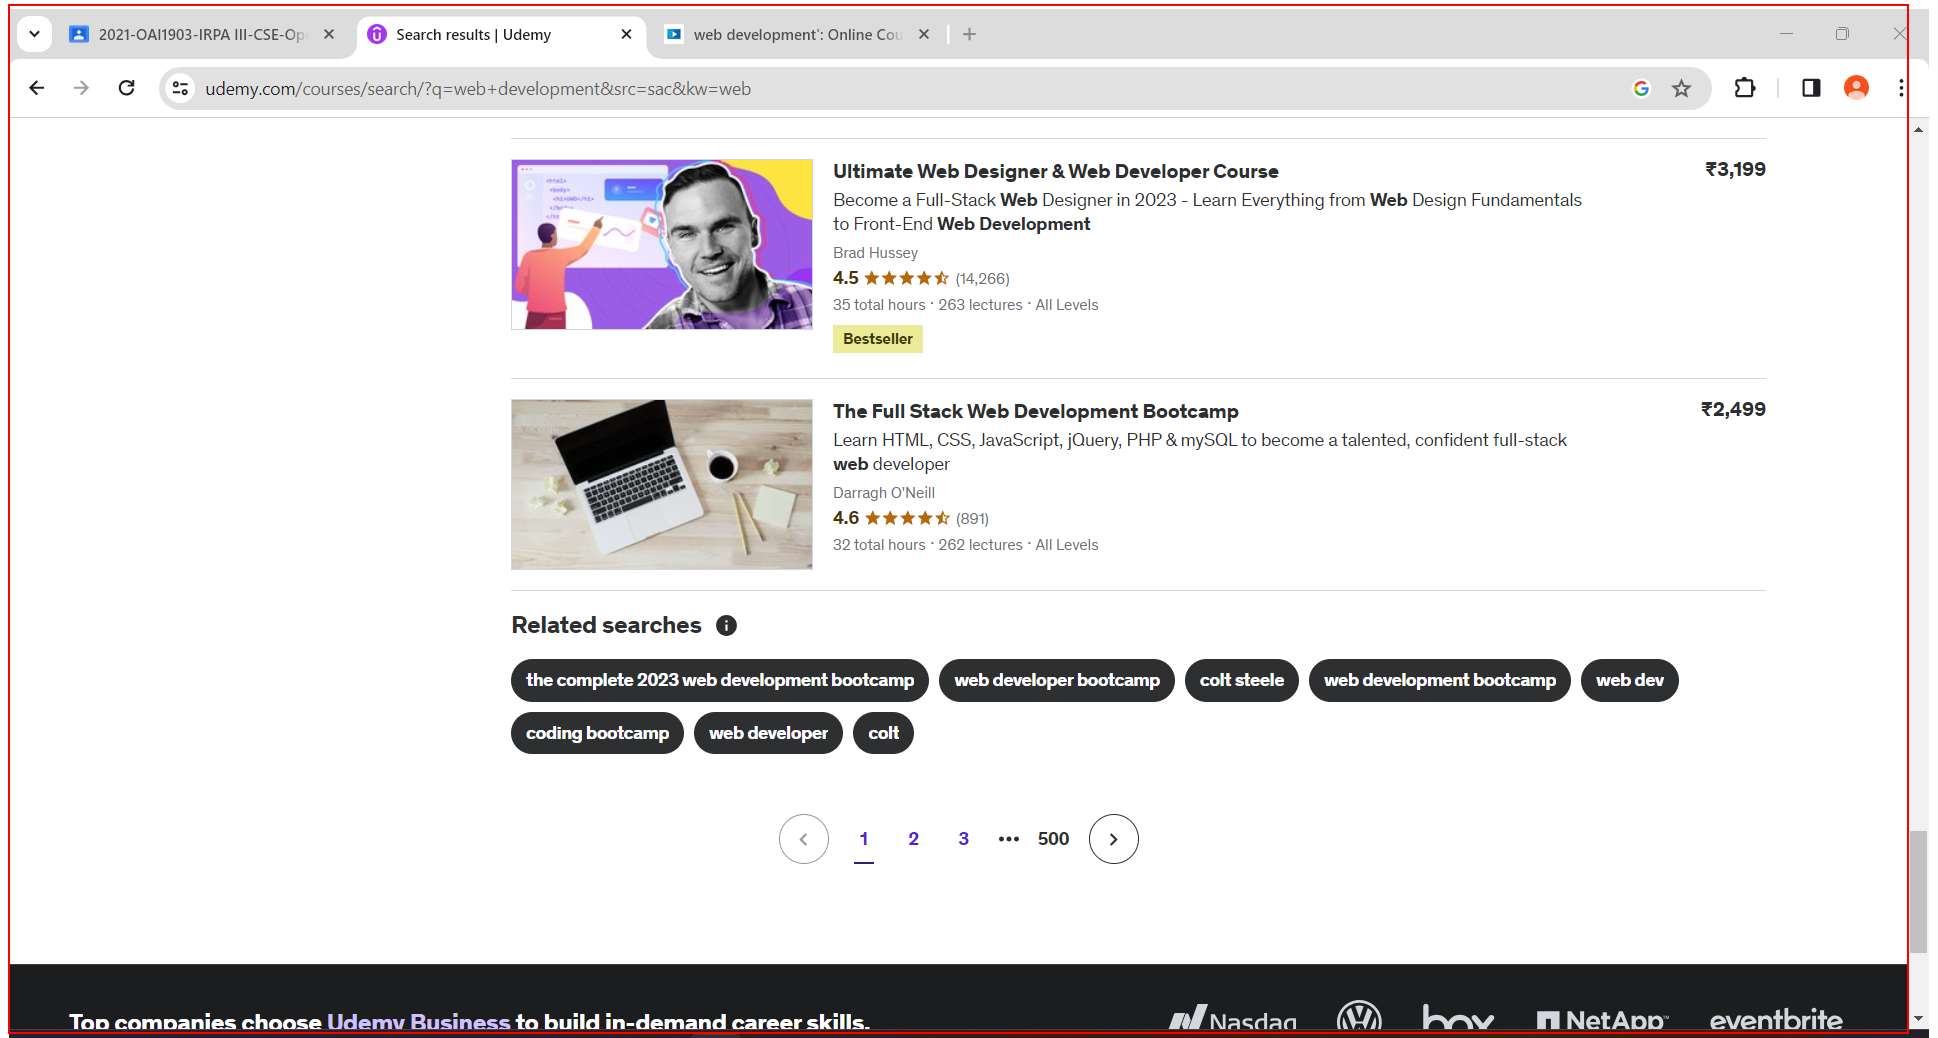 2021-OAI1903-IRPA III-CSE-Op
Search results | Udemy
web development': Online Cou
udemy.com/courses/search/?q=web+development&src=sac&kw=web
Ultimate Web Designer & Web Developer Course
₹3,199
Become a Full-Stack Web Designer in 2023 - Learn Everything from Web Design Fundamentals
to Front-End Web Development
Brad Hussey
4.5 (14,266)
35 total hours · 263 lectures · All Levels
Bestseller
The Full Stack Web Development Bootcamp
₹2,499
Learn HTML, CSS, JavaScript, jQuery, PHP & mySQL to become a talented, confident full-stack
web developer
Darragh O'Neill
4.6 (891)
32 total hours · 262 lectures · All Levels
Related searches
the complete 2023 web development bootcamp
web developer bootcamp
colt steele
web development bootcamp
web dev
coding bootcamp
web developer
colt
1 2 3 ••• 500
Top companies choose Udemy Business to build in-demand career skills.
Nasdaq
box
NetApp
eventbrite